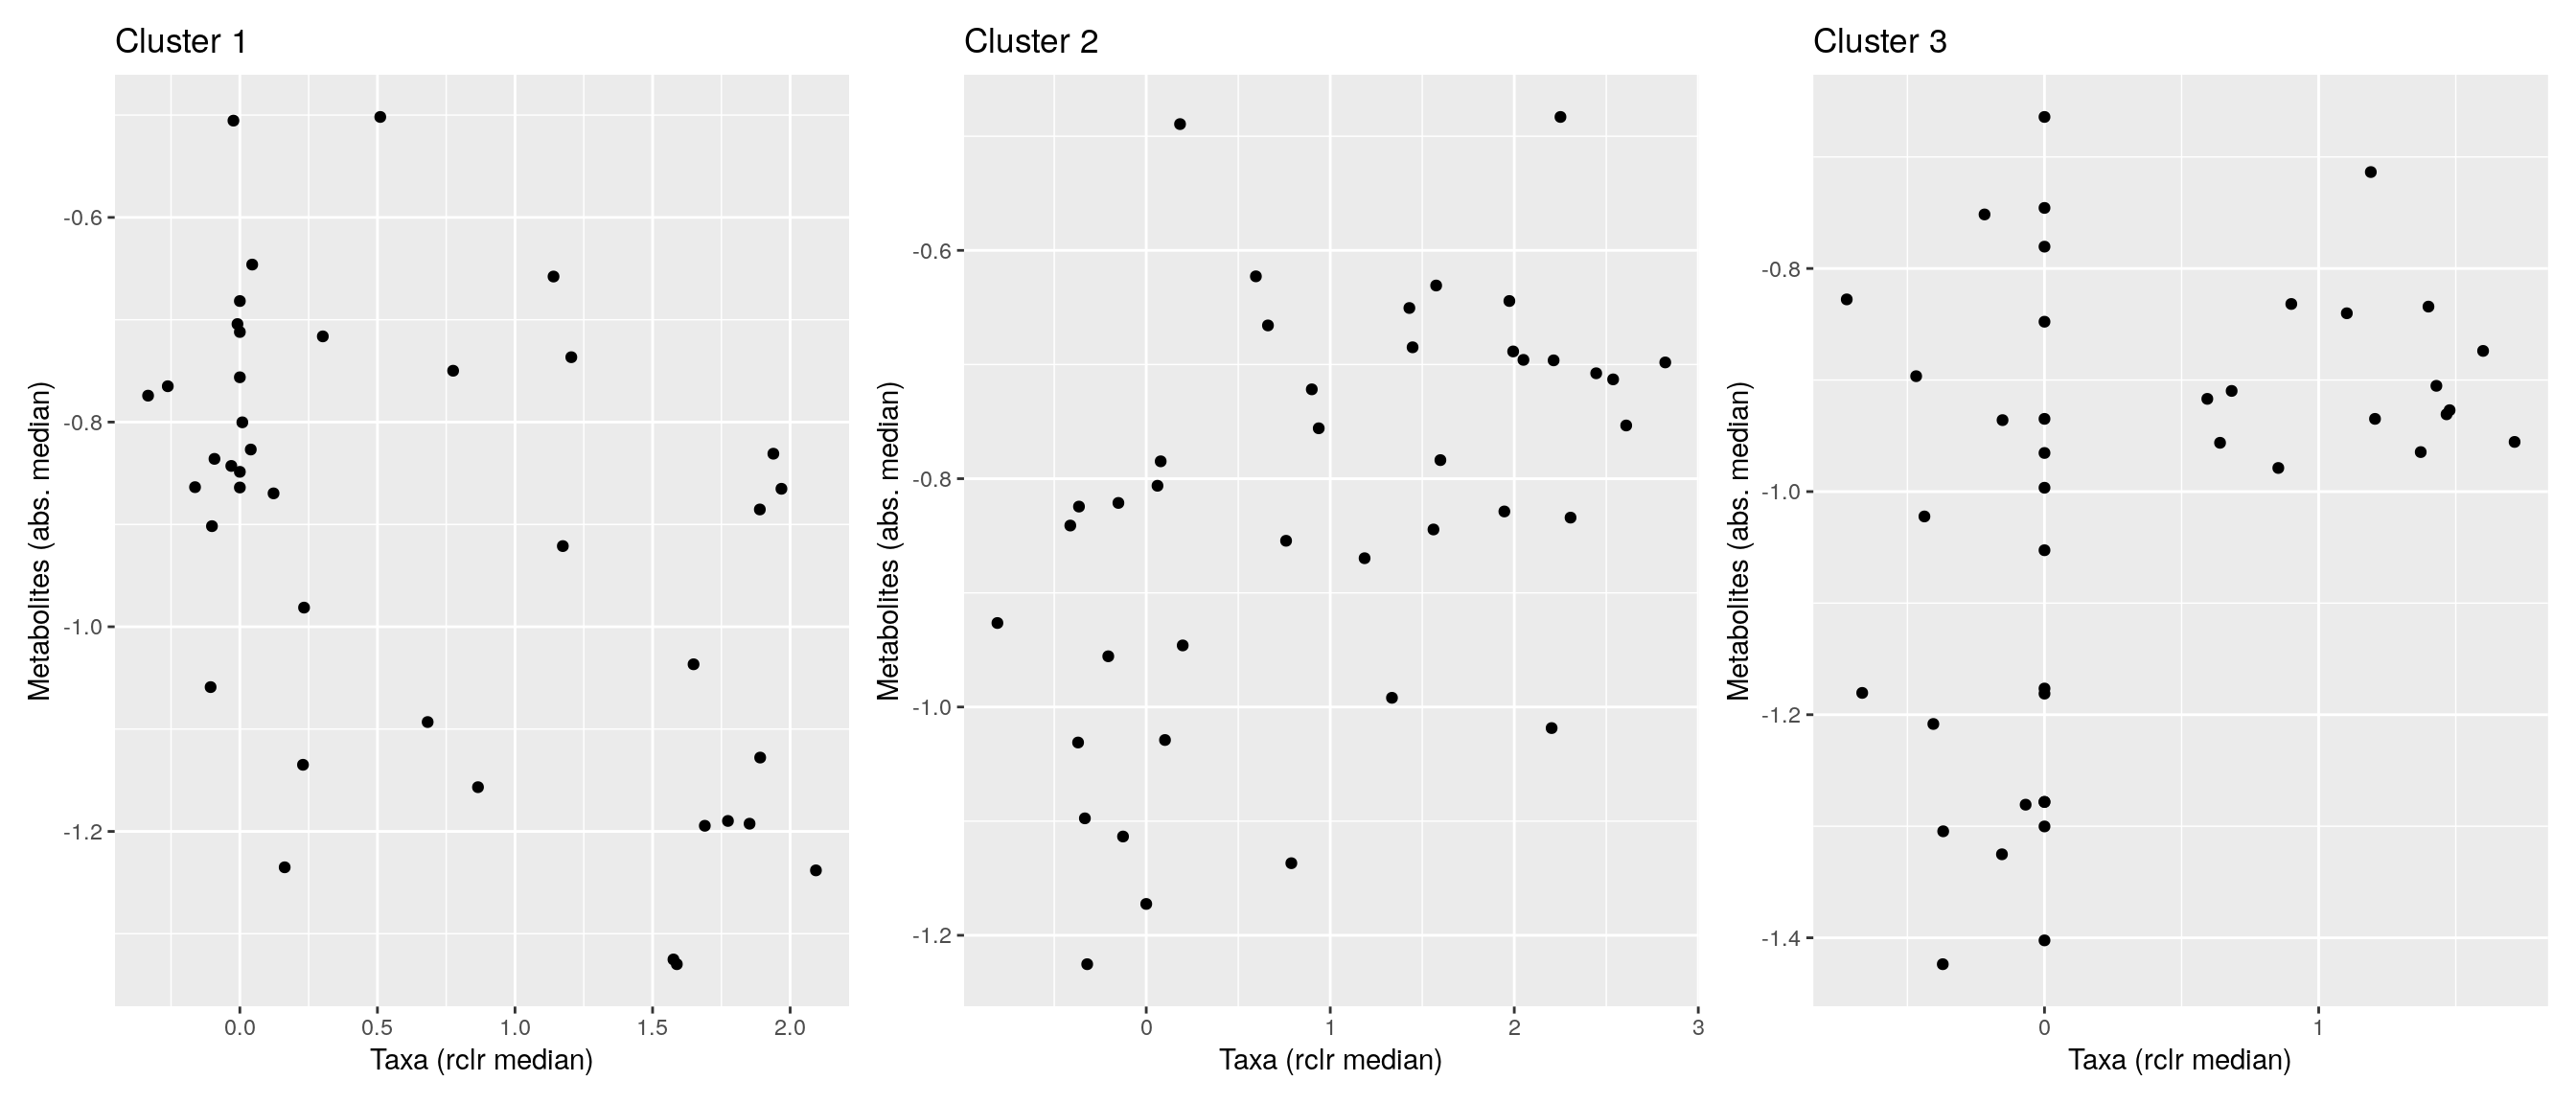 Cluster 1
Cluster 2
Cluster 3
Metabolites (abs. median)
-0.6
-0.8
-1.0
-1.2
0.0 0.5 1.0 1.5 2.0
Taxa (rclr median)
Metabolites (abs. median)
-0.6
-0.8
-1.0
-1.2
0 1 2 3
Taxa (rclr median)
Metabolites (abs. median)
-0.8
-1.0
-1.2
-1.4
0 1
Taxa (rclr median)